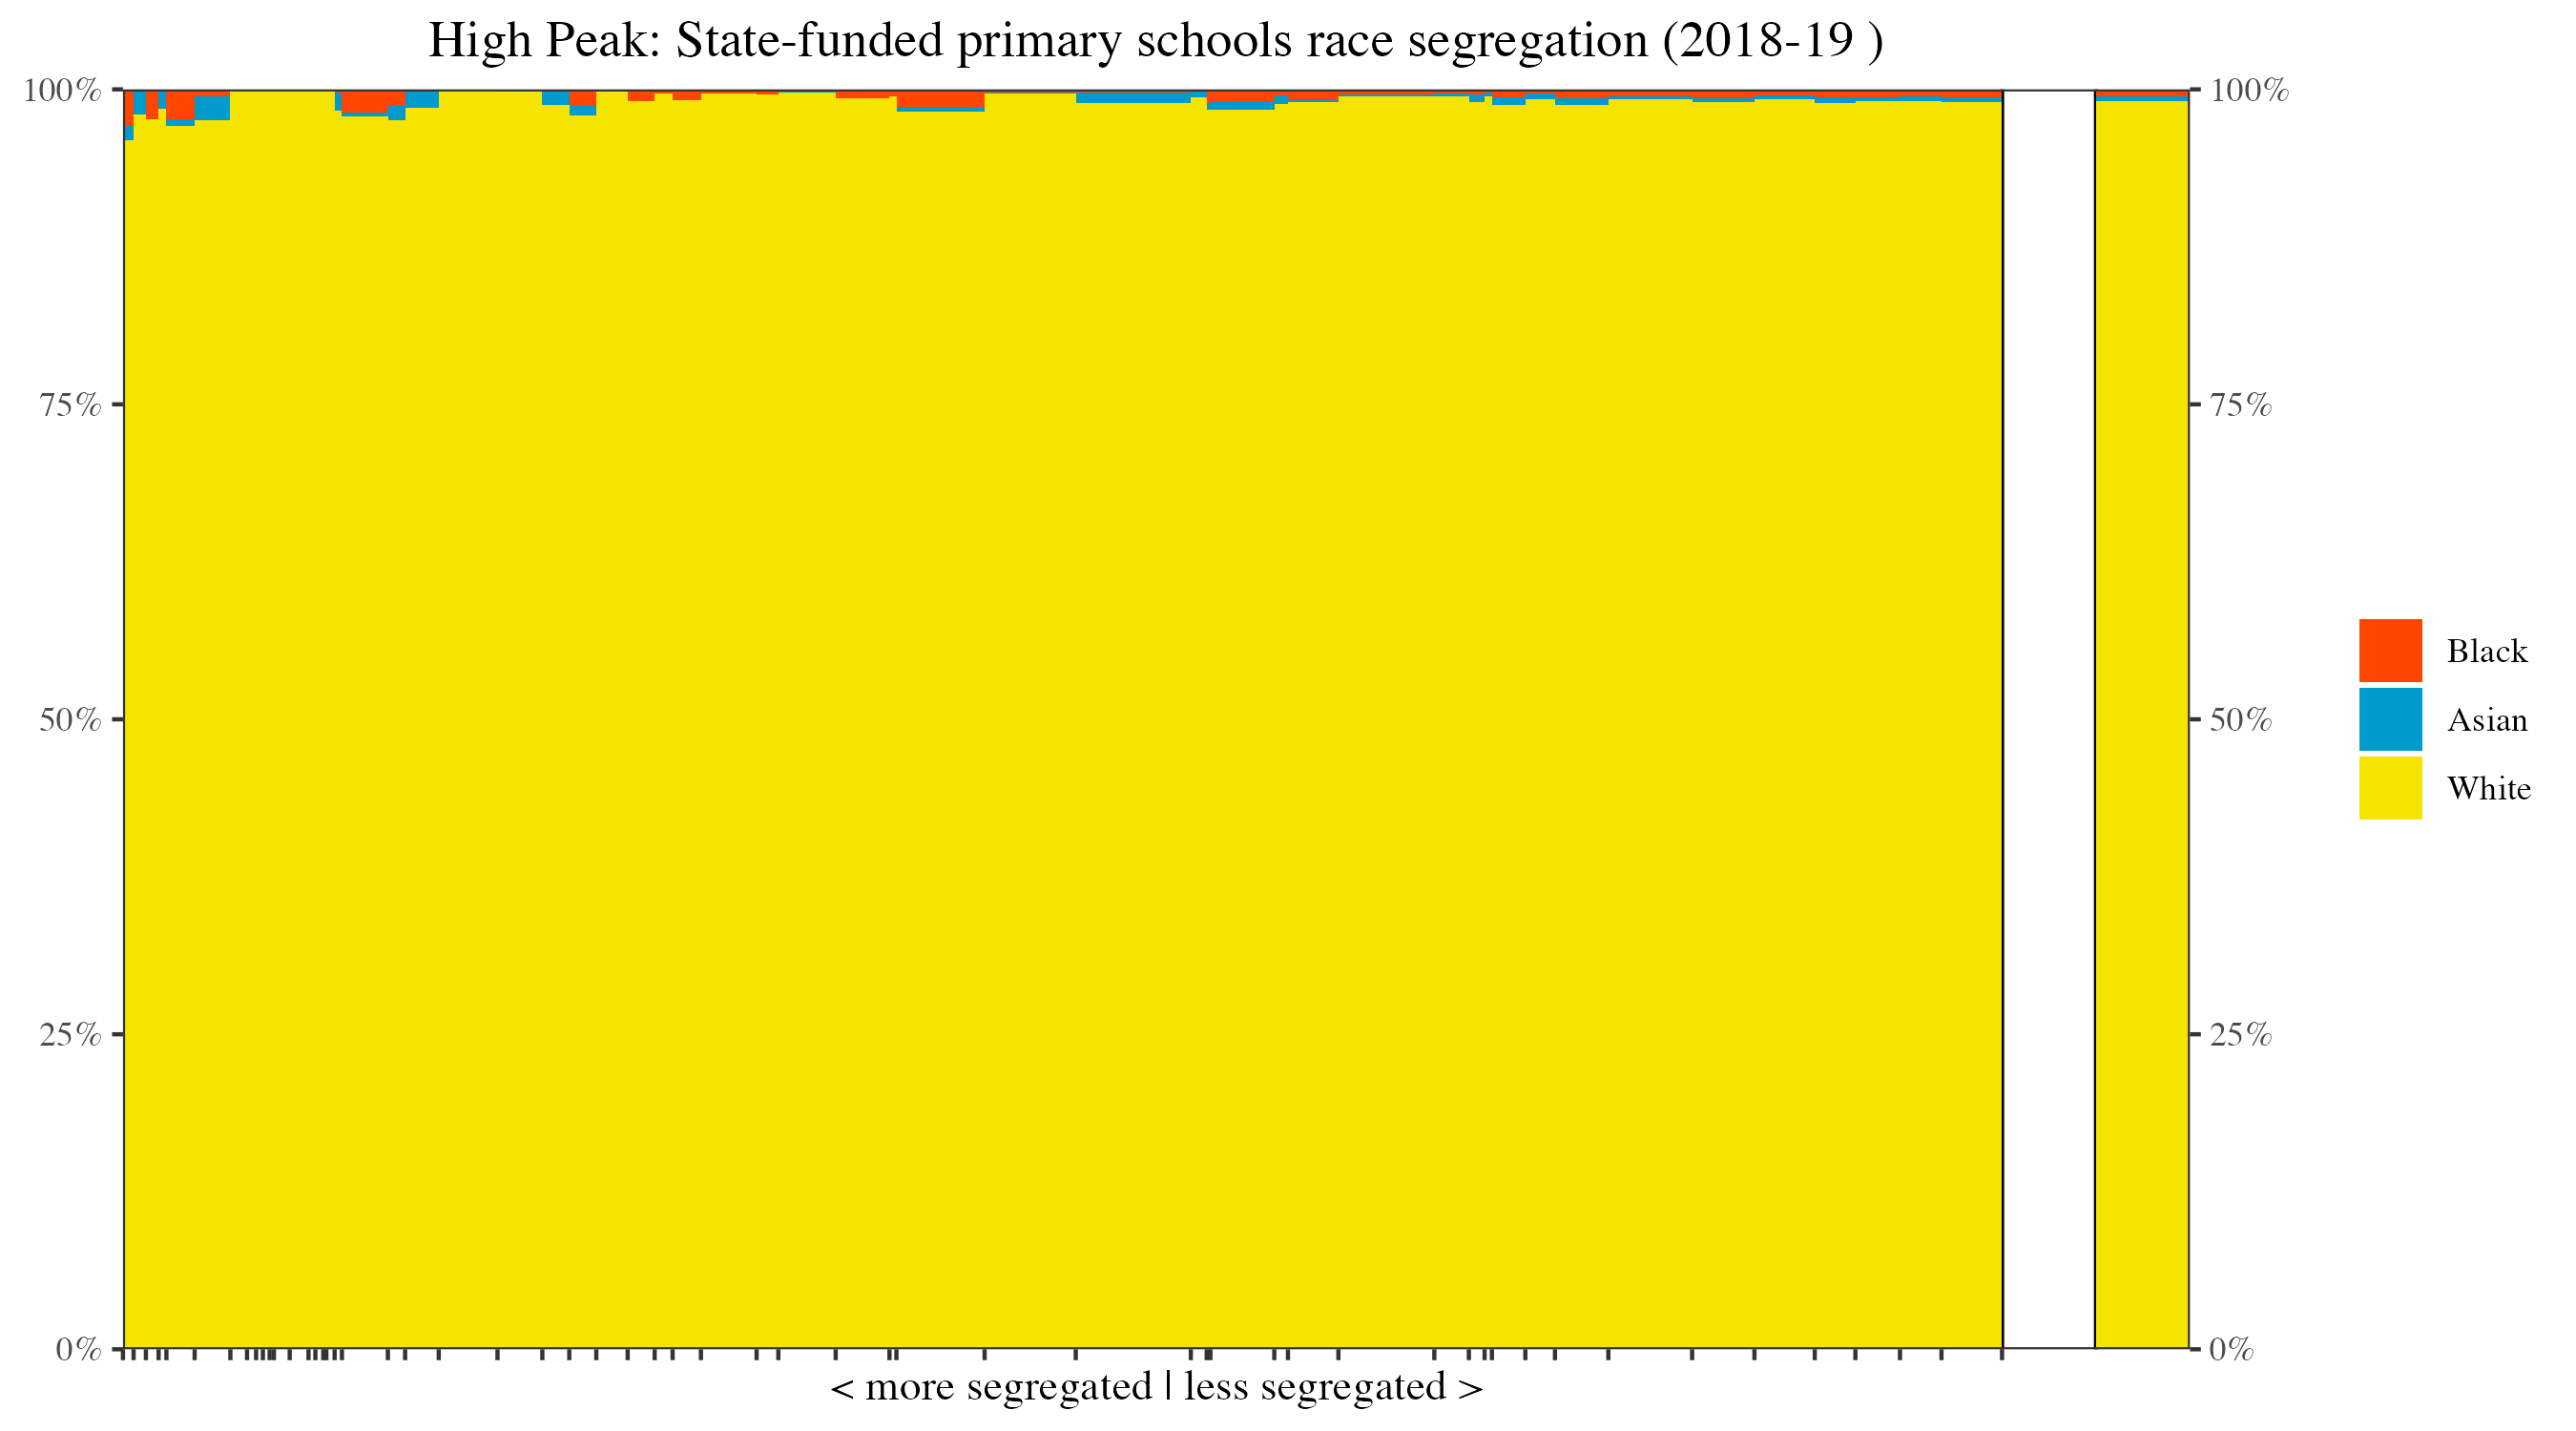 High Peak: State-funded primary schools race segregation (2018-19 )
100%
75%
50%
25%
0%
100%
75%
50%
25%
0%
Black
Asian
White
< more segregated | less segregated >